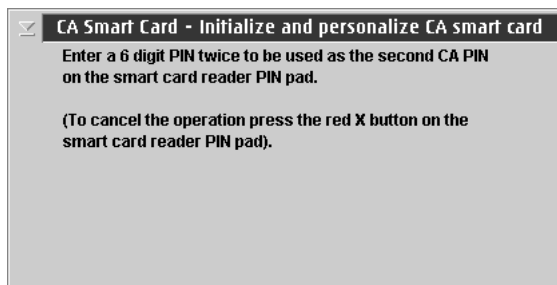 CA Smart Card - Initialize and personalize CA smart card
Enter a 6 digit PIN twice to be used as the second CA PIN
on the smart card reader PIN pad.
(To cancel the operation press the red X button on the
smart card reader PIN pad).